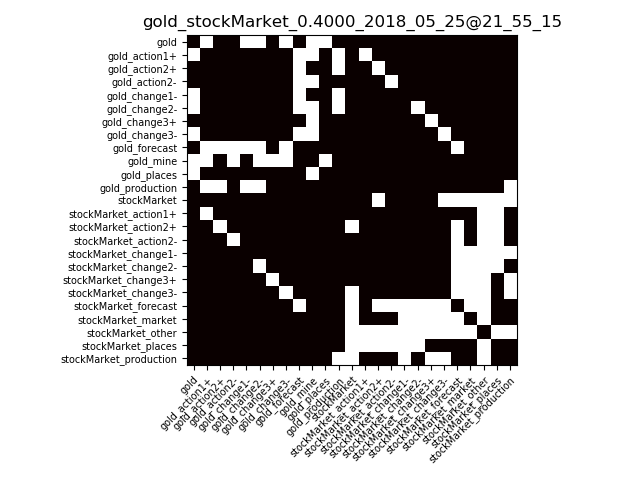 gold_stockMarket_0.4000_2018_05_25@21_55_15
gold
gold_action1+
gold_action2+
gold_action2-
gold_change1-
gold_change2-
gold_change3+
gold_change3-
gold_forecast
gold_mine
gold_places
gold_production
stockMarket
stockMarket_action1+
stockMarket_action2+
stockMarket_action2-
stockMarket_change1-
stockMarket_change2-
stockMarket_change3+
stockMarket_change3-
stockMarket_forecast
stockMarket_market
stockMarket_other
stockMarket_places
stockMarket_production
gold
gold_action1+
gold_action2+
gold_action2-
gold_change1-
gold_change2-
gold_change3+
gold_change3-
gold_forecast
gold_mine
gold_places
gold_production
stockMarket
stockMarket_action1+
stockMarket_action2+
stockMarket_action2-
stockMarket_change1-
stockMarket_change2-
stockMarket_change3+
stockMarket_change3-
stockMarket_forecast
stockMarket_market
stockMarket_other
stockMarket_places
stockMarket_production